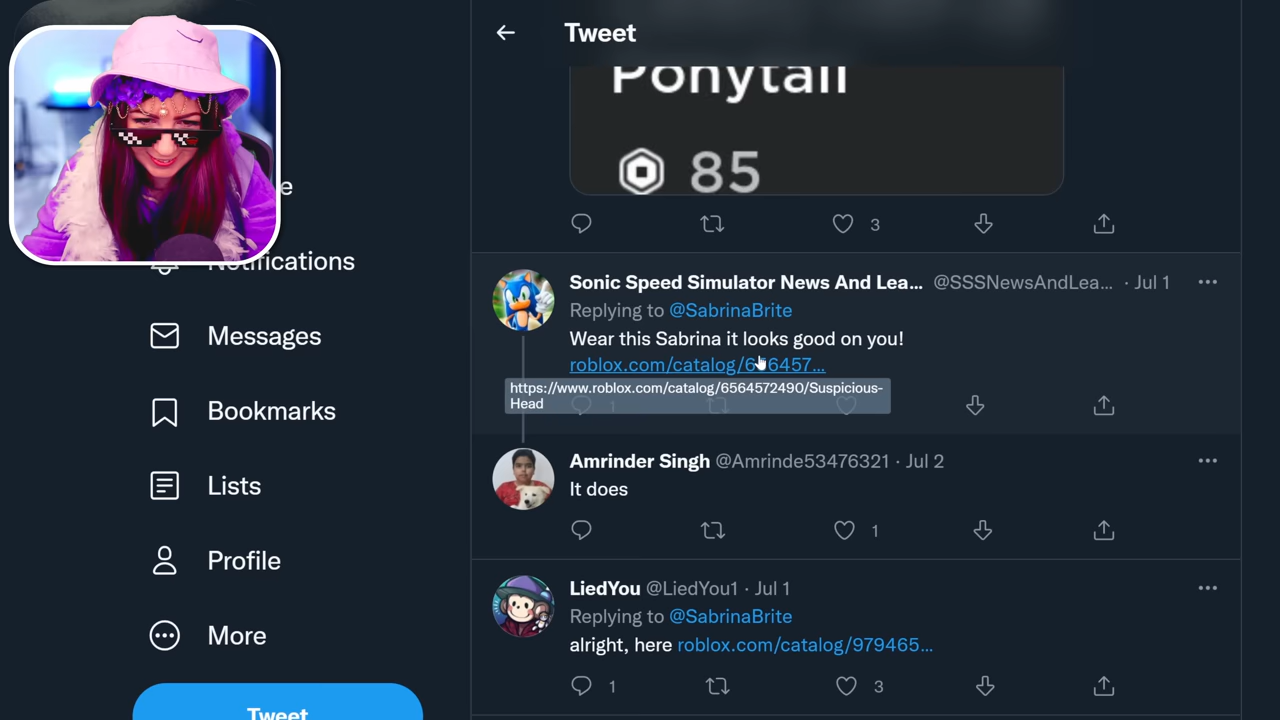 Tweet
Ponytail
85
3
Sonic Speed Simulator News And Lea... @SSSNewsAndLea... · Jul 1
Replying to @SabrinaBrite
Wear this Sabrina it looks good on you!
roblox.com/catalog/656457...
https://www.roblox.com/catalog/6564572490/Suspicious-
Head
1
Amrinder Singh @Amrinde53476321 · Jul 2
It does
1
LiedYou @LiedYou1 · Jul 1
Replying to @SabrinaBrite
alright, here roblox.com/catalog/979465...
1 3
Notifications
Messages
Bookmarks
Lists
Profile
More
Tweet